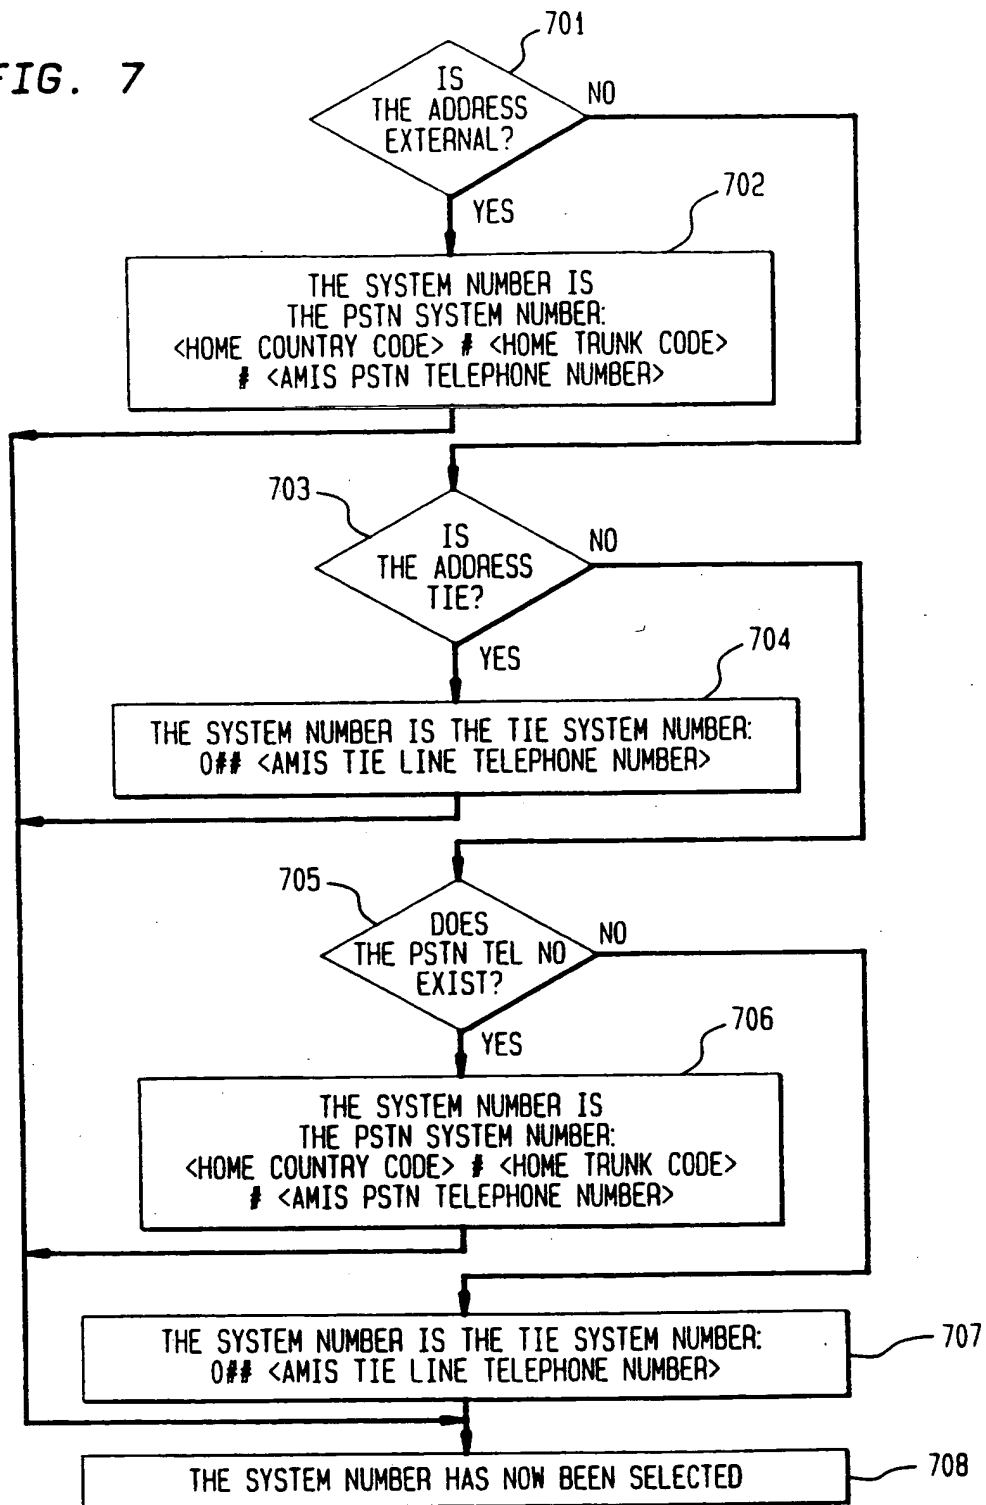 FIG. 7
701
IS
THE ADDRESS
EXTERNAL?
NO
YES
702
THE SYSTEM NUMBER IS
THE PSTN SYSTEM NUMBER:
<HOME COUNTRY CODE> # <HOME TRUNK CODE>
# <AMIS PSTN TELEPHONE NUMBER>
703
IS
THE ADDRESS
TIE?
NO
YES
704
THE SYSTEM NUMBER IS THE TIE SYSTEM NUMBER:
0## <AMIS TIE LINE TELEPHONE NUMBER>
705
DOES
THE PSTN TEL NO
EXIST?
NO
YES
706
THE SYSTEM NUMBER IS
THE PSTN SYSTEM NUMBER:
<HOME COUNTRY CODE> # <HOME TRUNK CODE>
# <AMIS PSTN TELEPHONE NUMBER>
THE SYSTEM NUMBER IS THE TIE SYSTEM NUMBER:
0## <AMIS TIE LINE TELEPHONE NUMBER>
707
THE SYSTEM NUMBER HAS NOW BEEN SELECTED
708